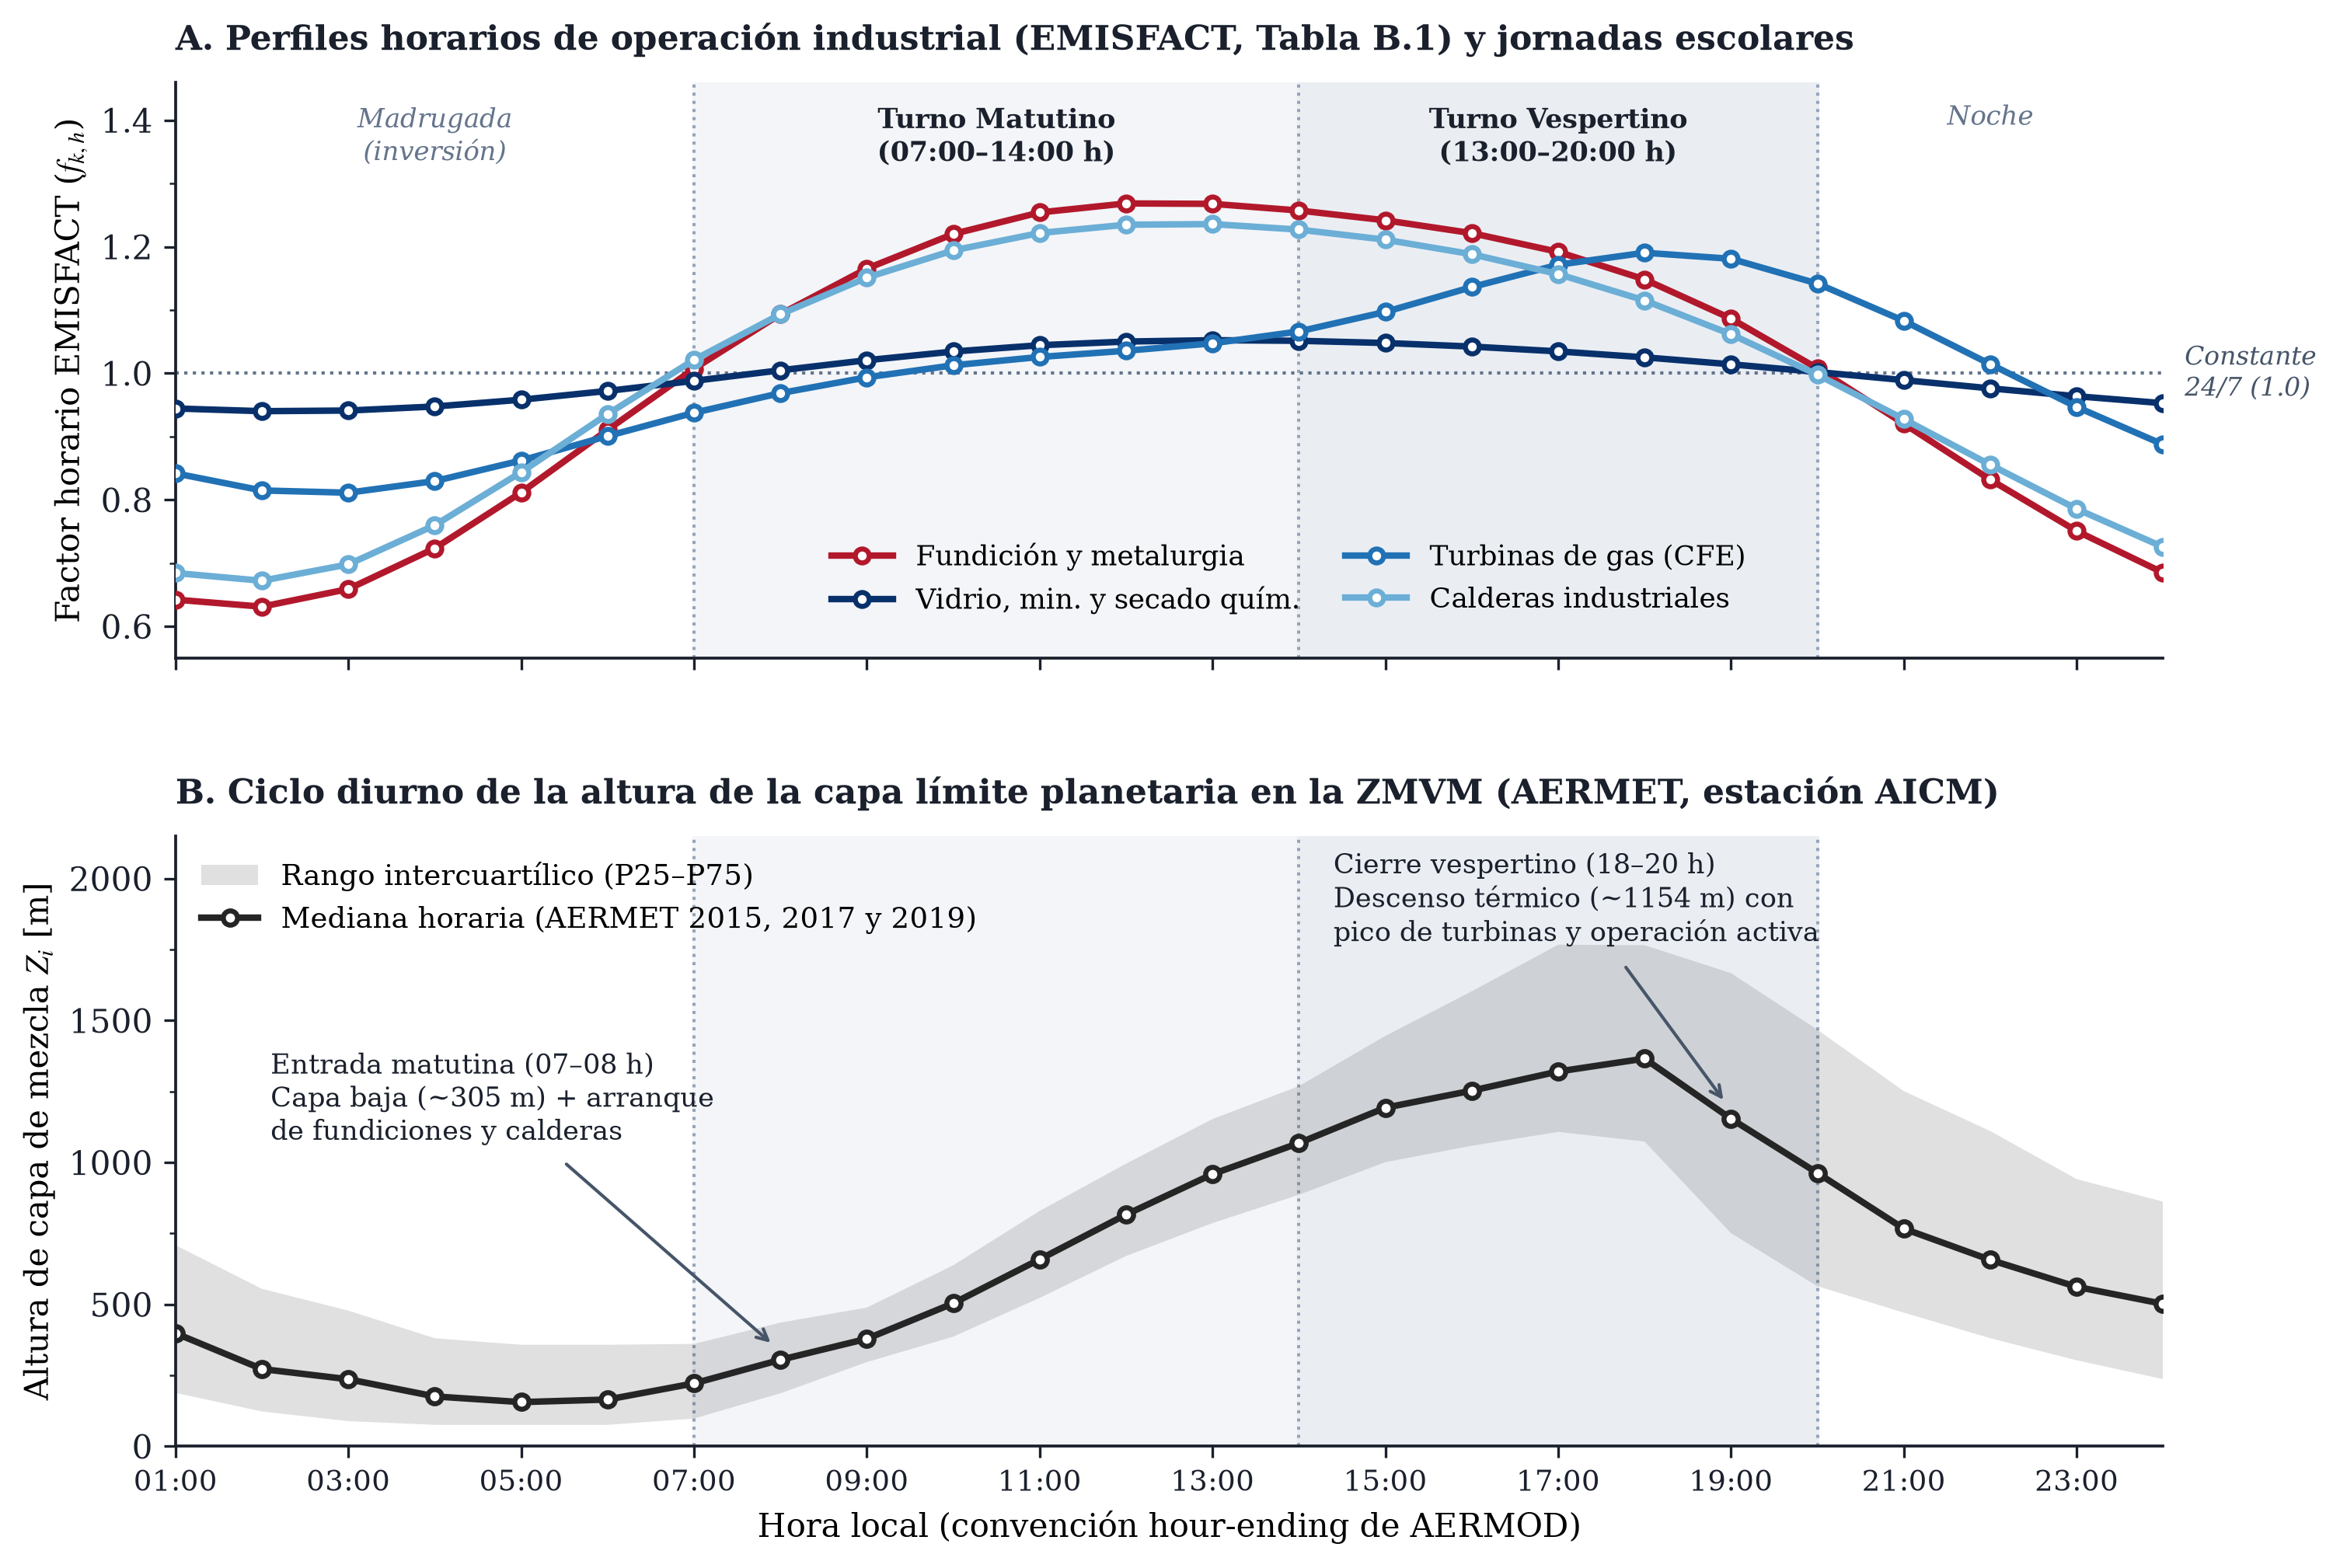 A. Perfiles horarios de operación industrial (EMISFACT, Tabla B.1) y jornadas escolares
Factor horario EMISFACT (f_{k,h})
1.4
1.2
1.0
0.8
0.6
Madrugada
(inversión)
Turno Matutino
(07:00–14:00 h)
Turno Vespertino
(13:00–20:00 h)
Noche
Constante
24/7 (1.0)
Fundición y metalurgia
Vidrio, min. y secado quím.
Turbinas de gas (CFE)
Calderas industriales
B. Ciclo diurno de la altura de la capa límite planetaria en la ZMVM (AERMET, estación AICM)
Altura de capa de mezcla Z_i [m]
2000
1500
1000
500
0
Rango intercuartílico (P25–P75)
Mediana horaria (AERMET 2015, 2017 y 2019)
Cierre vespertino (18–20 h)
Descenso térmico (~1154 m) con
pico de turbinas y operación activa
Entrada matutina (07–08 h)
Capa baja (~305 m) + arranque
de fundiciones y calderas
01:00 03:00 05:00 07:00 09:00 11:00 13:00 15:00 17:00 19:00 21:00 23:00
Hora local (convención hour-ending de AERMOD)